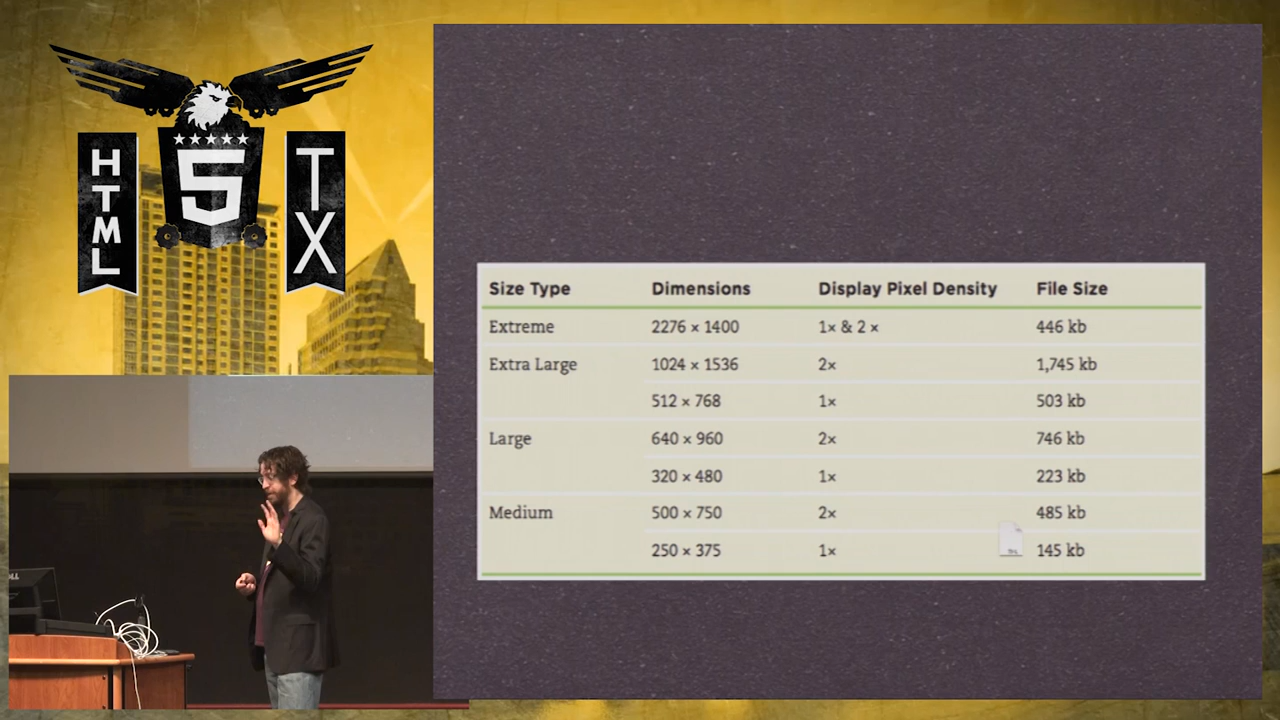 HTML
5
TX
Size Type Dimensions Display Pixel Density File Size
Extreme 2276 × 1400 1× & 2 × 446 kb
Extra Large 1024 × 1536 2× 1,745 kb
512 × 768 1× 503 kb
Large 640 × 960 2× 746 kb
320 × 480 1× 223 kb
Medium 500 × 750 2× 485 kb
250 × 375 1× 145 kb